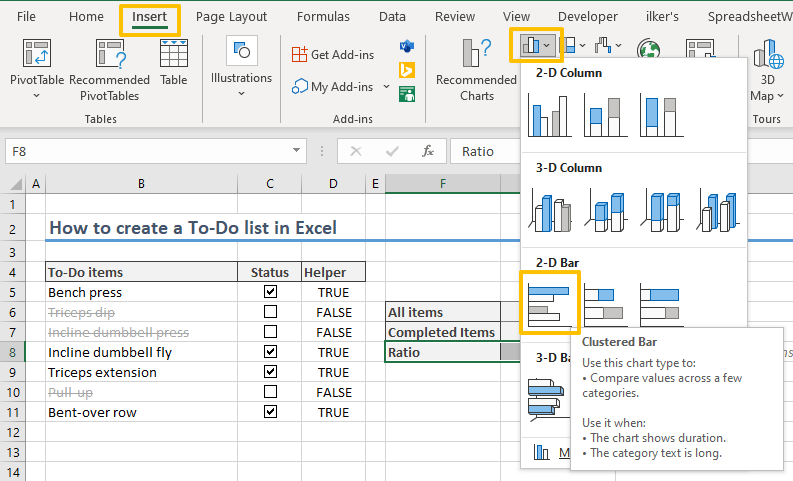 File Home Insert Page Layout Formulas Data Review View Developer ilker's SpreadsheetW
PivotTable Recommended PivotTables Table
Illustrations
Get Add-ins
My Add-ins
Recommended Charts
3D Map
Tables Add-ins Tours
F8 fx Ratio
A B C D E F
1
2 How to create a To-Do list in Excel
3
4 To-Do items Status Helper
5 Bench press TRUE
6 Triceps dip FALSE All items
7 Incline dumbbell press FALSE Completed Items
8 Incline dumbbell fly TRUE Ratio
9 Triceps extension TRUE
10 Pull-up FALSE
11 Bent-over row TRUE
12
13
14
2-D Column
3-D Column
2-D Bar
3-D Ba
M
Clustered Bar
Use this chart type to:
• Compare values across a few
categories.
Use it when:
• The chart shows duration.
• The category text is long.